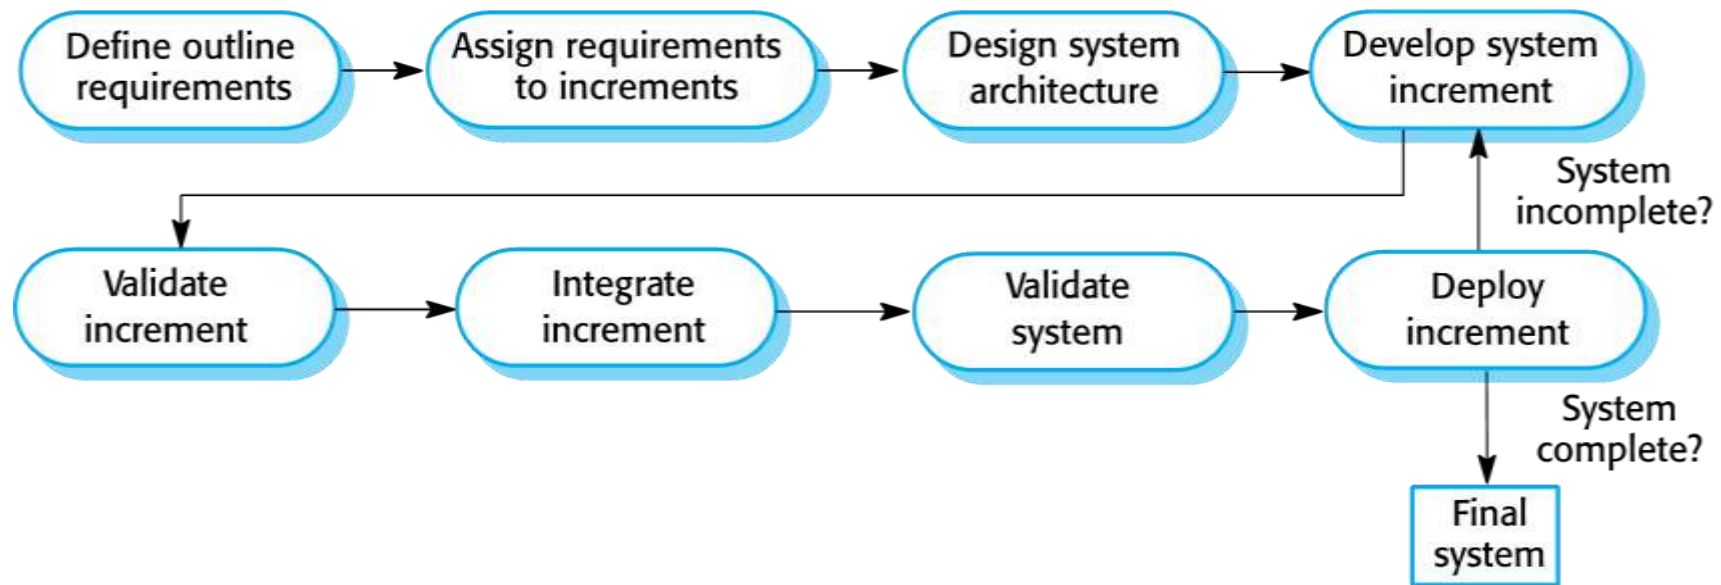 Define outline
requirements
Assign requirements
to increments
Design system
architecture
Develop system
increment
System
incomplete?
Validate
increment
Integrate
increment
Validate
system
Deploy
increment
System
complete?
Final
system